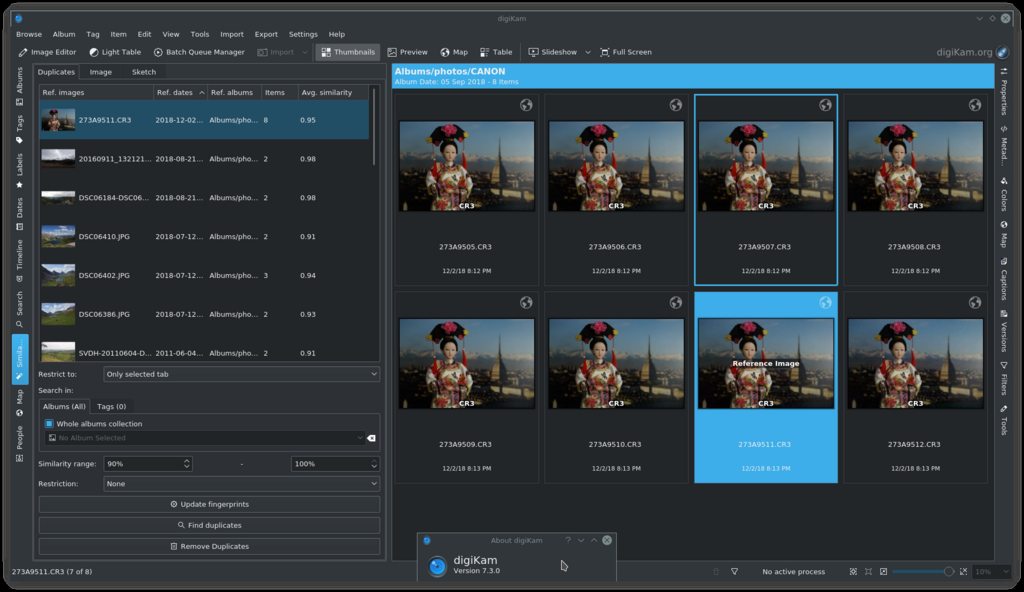 digiKam
Browse Album Tag Item Edit View Tools Import Export Settings Help
Image Editor Light Table Batch Queue Manager Import Thumbnails Preview Map Table Slideshow Full Screen digiKam.org
Albums
Tags
Labels
Dates
Timeline
Search
Simila...
Map
People
Duplicates Image Sketch
Ref. images Ref. dates Ref. albums Items Avg. similarity
273A9511.CR3 2018-12-02... Albums/pho... 8 0.95
20160911_132121... 2018-08-21... Albums/pho... 2 0.98
DSC06184-DSC06... 2018-08-21... Albums/pho... 2 0.98
DSC06410.JPG 2018-07-12... Albums/pho... 2 0.91
DSC06402.JPG 2018-07-12... Albums/pho... 3 0.94
DSC06386.JPG 2018-07-12... Albums/pho... 2 0.93
SVDH-20110604-D... 2011-06-04... Albums/pho... 2 0.91
Restrict to: Only selected tab
Search in:
Albums (All) Tags (0)
Whole albums collection
No Album Selected
Similarity range: 90% - 100%
Restriction: None
Update fingerprints
Find duplicates
Remove Duplicates
Albums/photos/CANON
Album Date: 05 Sep 2018 - 8 Items
CR3 CR3 CR3 CR3
273A9505.CR3 273A9506.CR3 273A9507.CR3 273A9508.CR3
12/2/18 8:12 PM 12/2/18 8:12 PM 12/2/18 8:12 PM 12/2/18 8:12 PM
Reference Image
CR3 CR3 CR3 CR3
273A9509.CR3 273A9510.CR3 273A9511.CR3 273A9512.CR3
12/2/18 8:13 PM 12/2/18 8:13 PM 12/2/18 8:13 PM 12/2/18 8:13 PM
Properties
Metad...
Colors
Map
Captions
Versions
Filters
Tools
About digiKam
digiKam
Version 7.3.0
273A9511.CR3 (7 of 8) No active process 10%